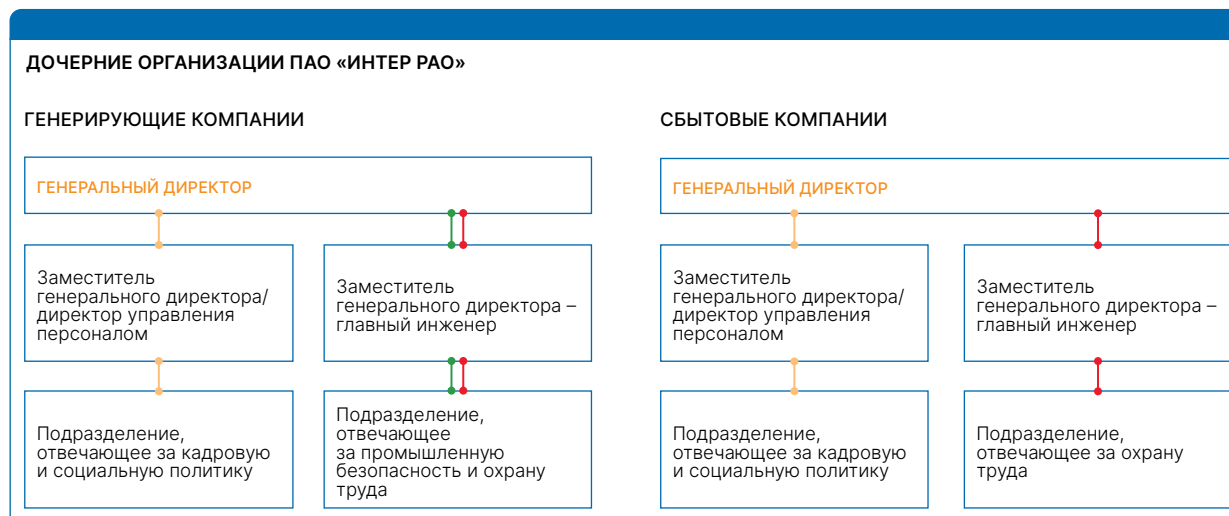 ДОЧЕРНИЕ ОРГАНИЗАЦИИ ПАО «ИНТЕР РАО»
ГЕНЕРИРУЮЩИЕ КОМПАНИИ
ГЕНЕРАЛЬНЫЙ ДИРЕКТОР
Заместитель
генерального директора/
директор управления
персоналом
Заместитель
генерального директора –
главный инженер
Подразделение,
отвечающее за кадровую
и социальную политику
Подразделение,
отвечающее
за промышленную
безопасность и охрану
труда
СБЫТОВЫЕ КОМПАНИИ
ГЕНЕРАЛЬНЫЙ ДИРЕКТОР
Заместитель
генерального директора/
директор управления
персоналом
Заместитель
генерального директора –
главный инженер
Подразделение,
отвечающее за кадровую
и социальную политику
Подразделение,
отвечающее за охрану
труда